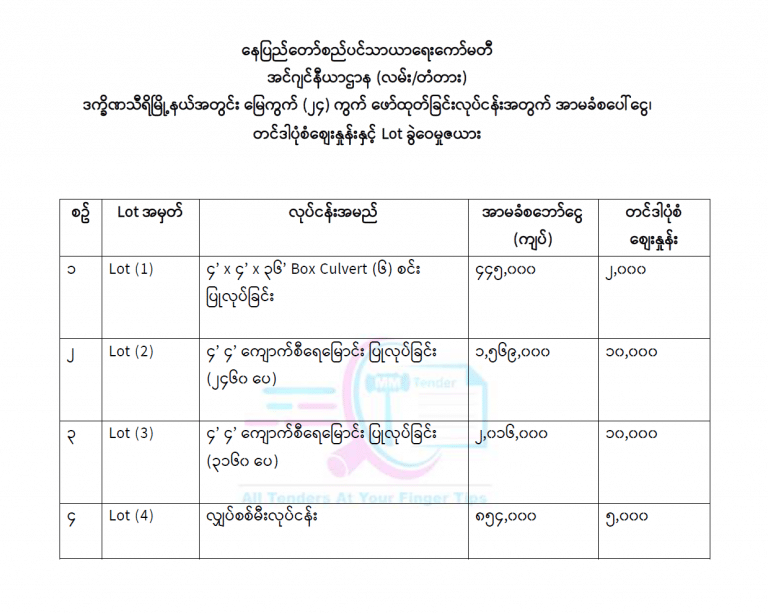 နေပြည်တော်စည်ပင်သာယာရေးကော်မတီ
အင်ဂျင်နီယာဌာန (လမ်း/တံတား)
ဒက္ခိဏသီရိမြို့နယ်အတွင်း မြေကွက် (၂၄) ကွက် ဖော်ထုတ်ခြင်းလုပ်ငန်းအတွက် အာမခံစပေါ်ငွေ၊
တင်ဒါပုံစံဈေးနှုန်းနှင့် Lot ခွဲဝေမှုဇယား
စဉ် Lot အမှတ် လုပ်ငန်းအမည် အာမခံစဘော်ငွေ တင်ဒါပုံစံ
(ကျပ်) ဈေးနှုန်း
၁ Lot (1) ၄’ x ၄’ x ၃၆’ Box Culvert (၆) စင်း ၄၄၅,၀၀၀ ၂,၀၀၀
ပြုလုပ်ခြင်း
၂ Lot (2) ၄’ ၄’ ကျောက်စီရေမြောင်း ပြုလုပ်ခြင်း ၁,၅၆၉,၀၀၀ ၁၀,၀၀၀
(၂၄၆၀ ပေ)
MM Tender
၃ Lot (3) ၄’ ၄’ ကျောက်စီရေမြောင်း ပြုလုပ်ခြင်း ၂,၀၁၆,၀၀၀ ၁၀,၀၀၀
(၃၁၆၀ ပေ)
All Tenders At Your Finger Tips
၄ Lot (4) လျှပ်စစ်မီးလုပ်ငန်း ၈၅၄,၀၀၀ ၅,၀၀၀